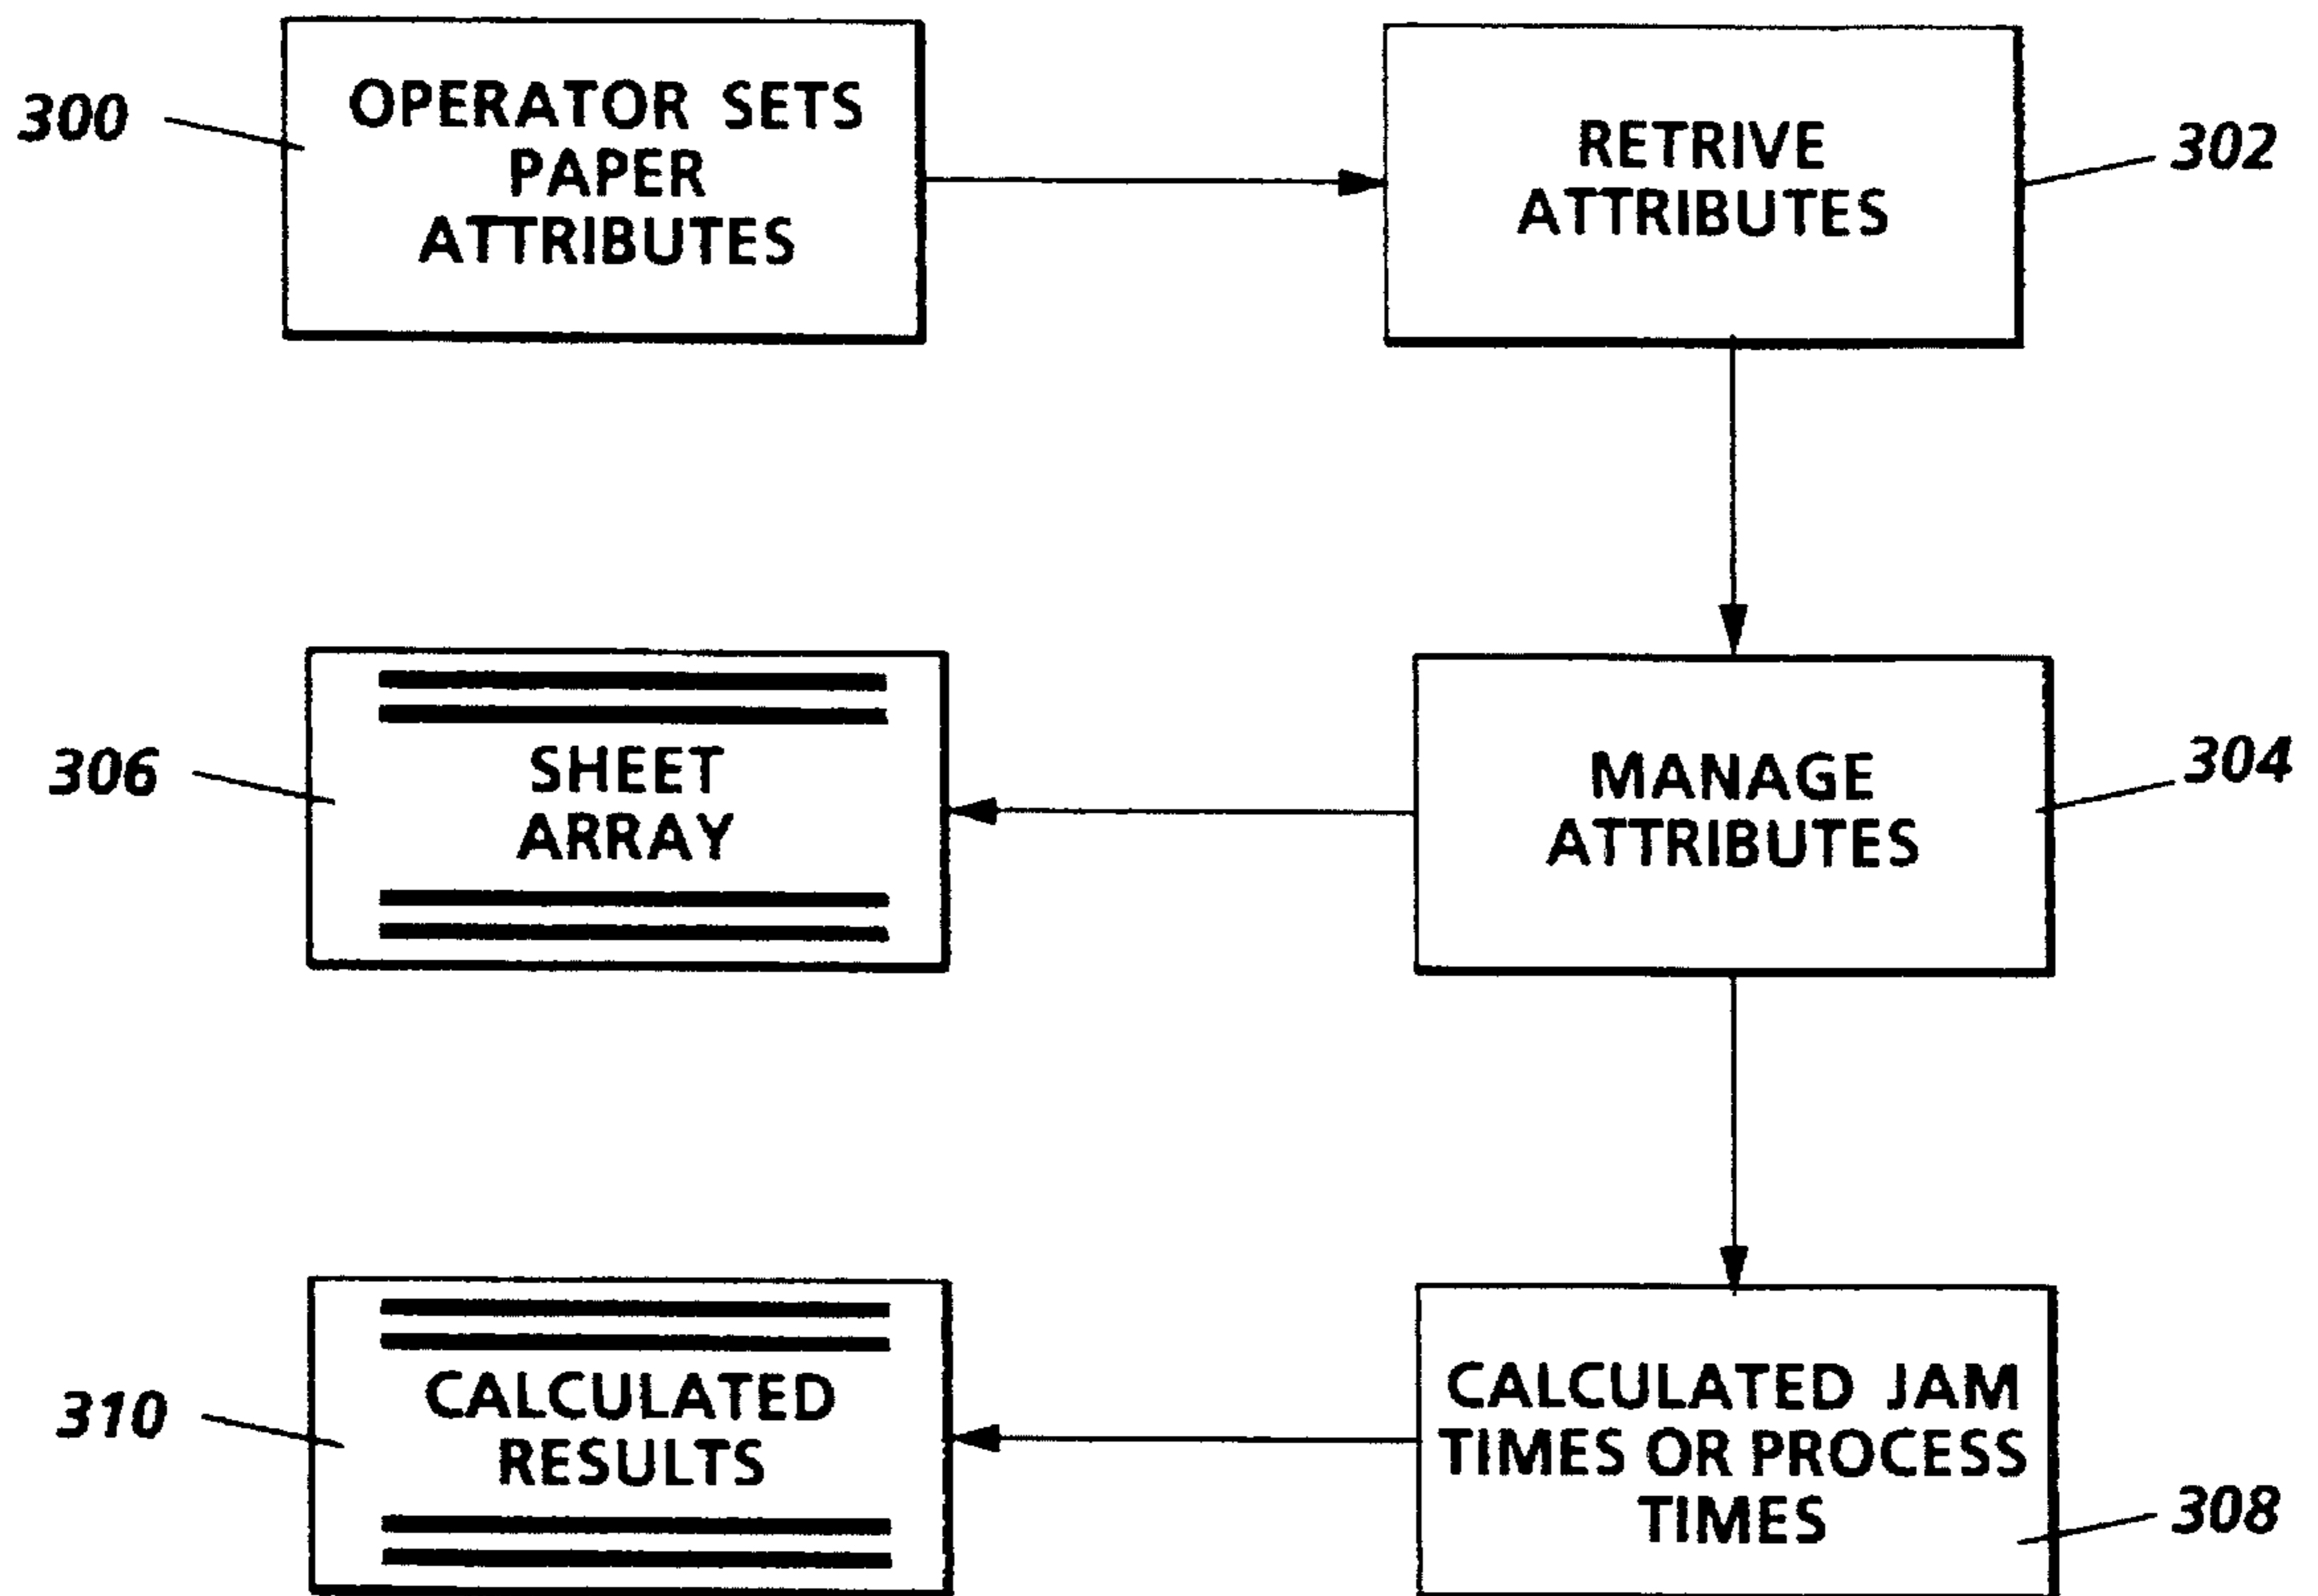 300
OPERATOR SETS
PAPER
ATTRIBUTES
RETRIVE
ATTRIBUTES
302
306
SHEET
ARRAY
MANAGE
ATTRIBUTES
304
310
CALCULATED
RESULTS
CALCULATED JAM
TIMES OR PROCESS
TIMES
308